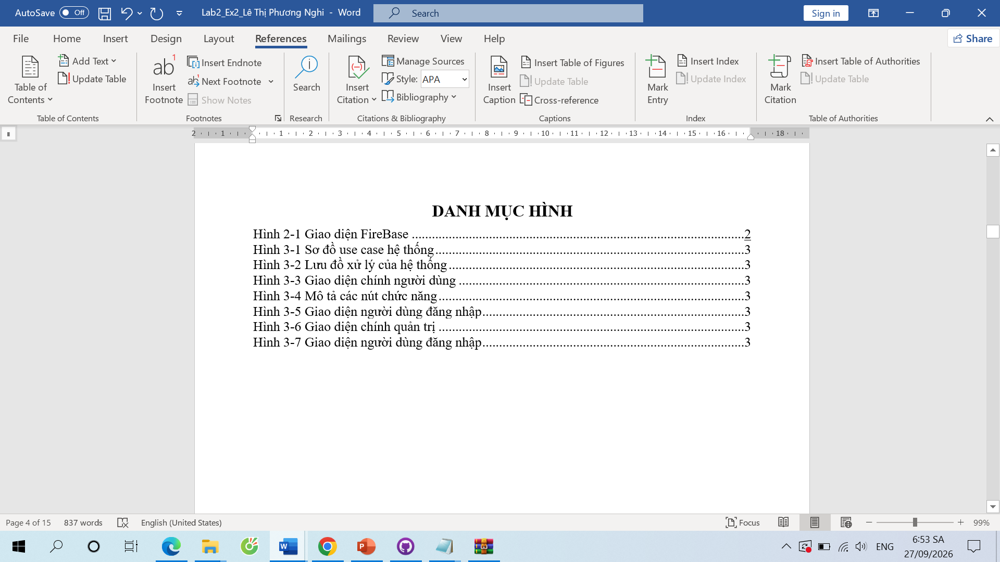 AutoSave Off Lab2_Ex2_Lê Thị Phương Nghi - Word Search Sign in
File Home Insert Design Layout References Mailings Review View Help Share
Table of Contents
Add Text
Update Table
Table of Contents
ab1
Insert Footnote
Insert Endnote
Next Footnote
Show Notes
Footnotes
Search
Research
Insert Citation
Manage Sources
Style: APA
Bibliography
Citations & Bibliography
Insert Caption
Insert Table of Figures
Update Table
Cross-reference
Captions
Mark Entry
Insert Index
Update Index
Index
Mark Citation
Insert Table of Authorities
Update Table
Table of Authorities
2 1 1 2 3 4 5 6 7 8 9 10 11 12 13 14 15 16 18
DANH MỤC HÌNH
Hình 2-1 Giao diện FireBase ........ 2
Hình 3-1 Sơ đồ use case hệ thống ........ 3
Hình 3-2 Lưu đồ xử lý của hệ thống ........ 3
Hình 3-3 Giao diện chính người dùng ........ 3
Hình 3-4 Mô tả các nút chức năng ........ 3
Hình 3-5 Giao diện người dùng đăng nhập ........ 3
Hình 3-6 Giao diện chính quản trị ........ 3
Hình 3-7 Giao diện người dùng đăng nhập ........ 3
Page 4 of 15 837 words English (United States) Focus 99%
ENG
6:53 SA
27/09/2026